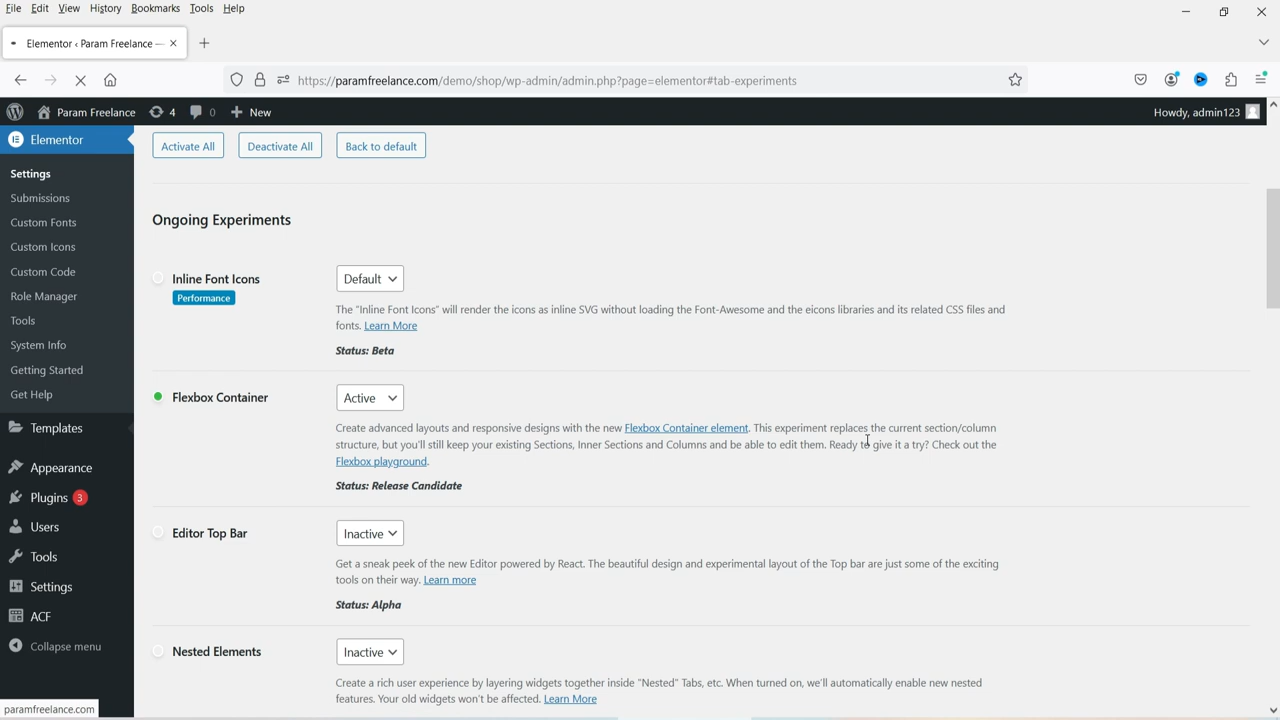 File Edit View History Bookmarks Tools Help
Elementor ‹ Param Freelance —
https://paramfreelance.com/demo/shop/wp-admin/admin.php?page=elementor#tab-experiments
Param Freelance 4 0 New Howdy, admin123
Elementor
Settings
Submissions
Custom Fonts
Custom Icons
Custom Code
Role Manager
Tools
System Info
Getting Started
Get Help
Templates
Appearance
Plugins 3
Users
Tools
Settings
ACF
Collapse menu
paramfreelance.com
Activate All Deactivate All Back to default
Ongoing Experiments
Inline Font Icons Default
Performance
The "Inline Font Icons" will render the icons as inline SVG without loading the Font-Awesome and the eicons libraries and its related CSS files and
fonts. Learn More
Status: Beta
Flexbox Container Active
Create advanced layouts and responsive designs with the new Flexbox Container element. This experiment replaces the current section/column
structure, but you'll still keep your existing Sections, Inner Sections and Columns and be able to edit them. Ready to give it a try? Check out the
Flexbox playground.
Status: Release Candidate
Editor Top Bar Inactive
Get a sneak peek of the new Editor powered by React. The beautiful design and experimental layout of the Top bar are just some of the exciting
tools on their way. Learn more
Status: Alpha
Nested Elements Inactive
Create a rich user experience by layering widgets together inside "Nested" Tabs, etc. When turned on, we'll automatically enable new nested
features. Your old widgets won't be affected. Learn More